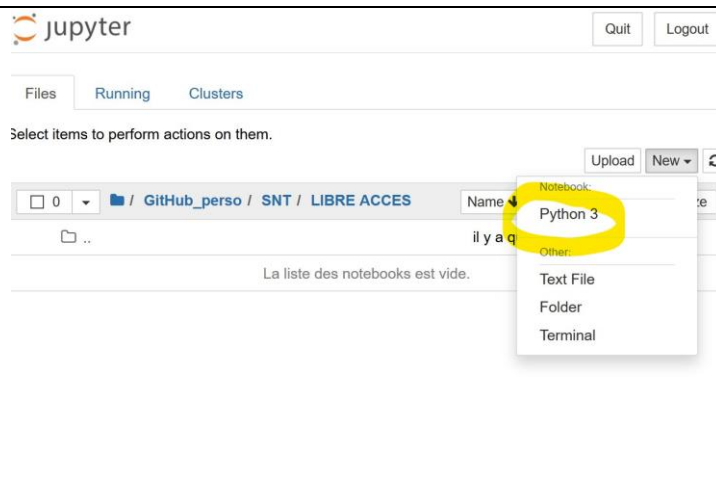 jupyter
Quit Logout
Files Running Clusters
Select items to perform actions on them.
Upload New
0 / GitHub_perso / SNT / LIBRE ACCES Name
Notebook:
Python 3
..
il y a
La liste des notebooks est vide.
Other:
Text File
Folder
Terminal